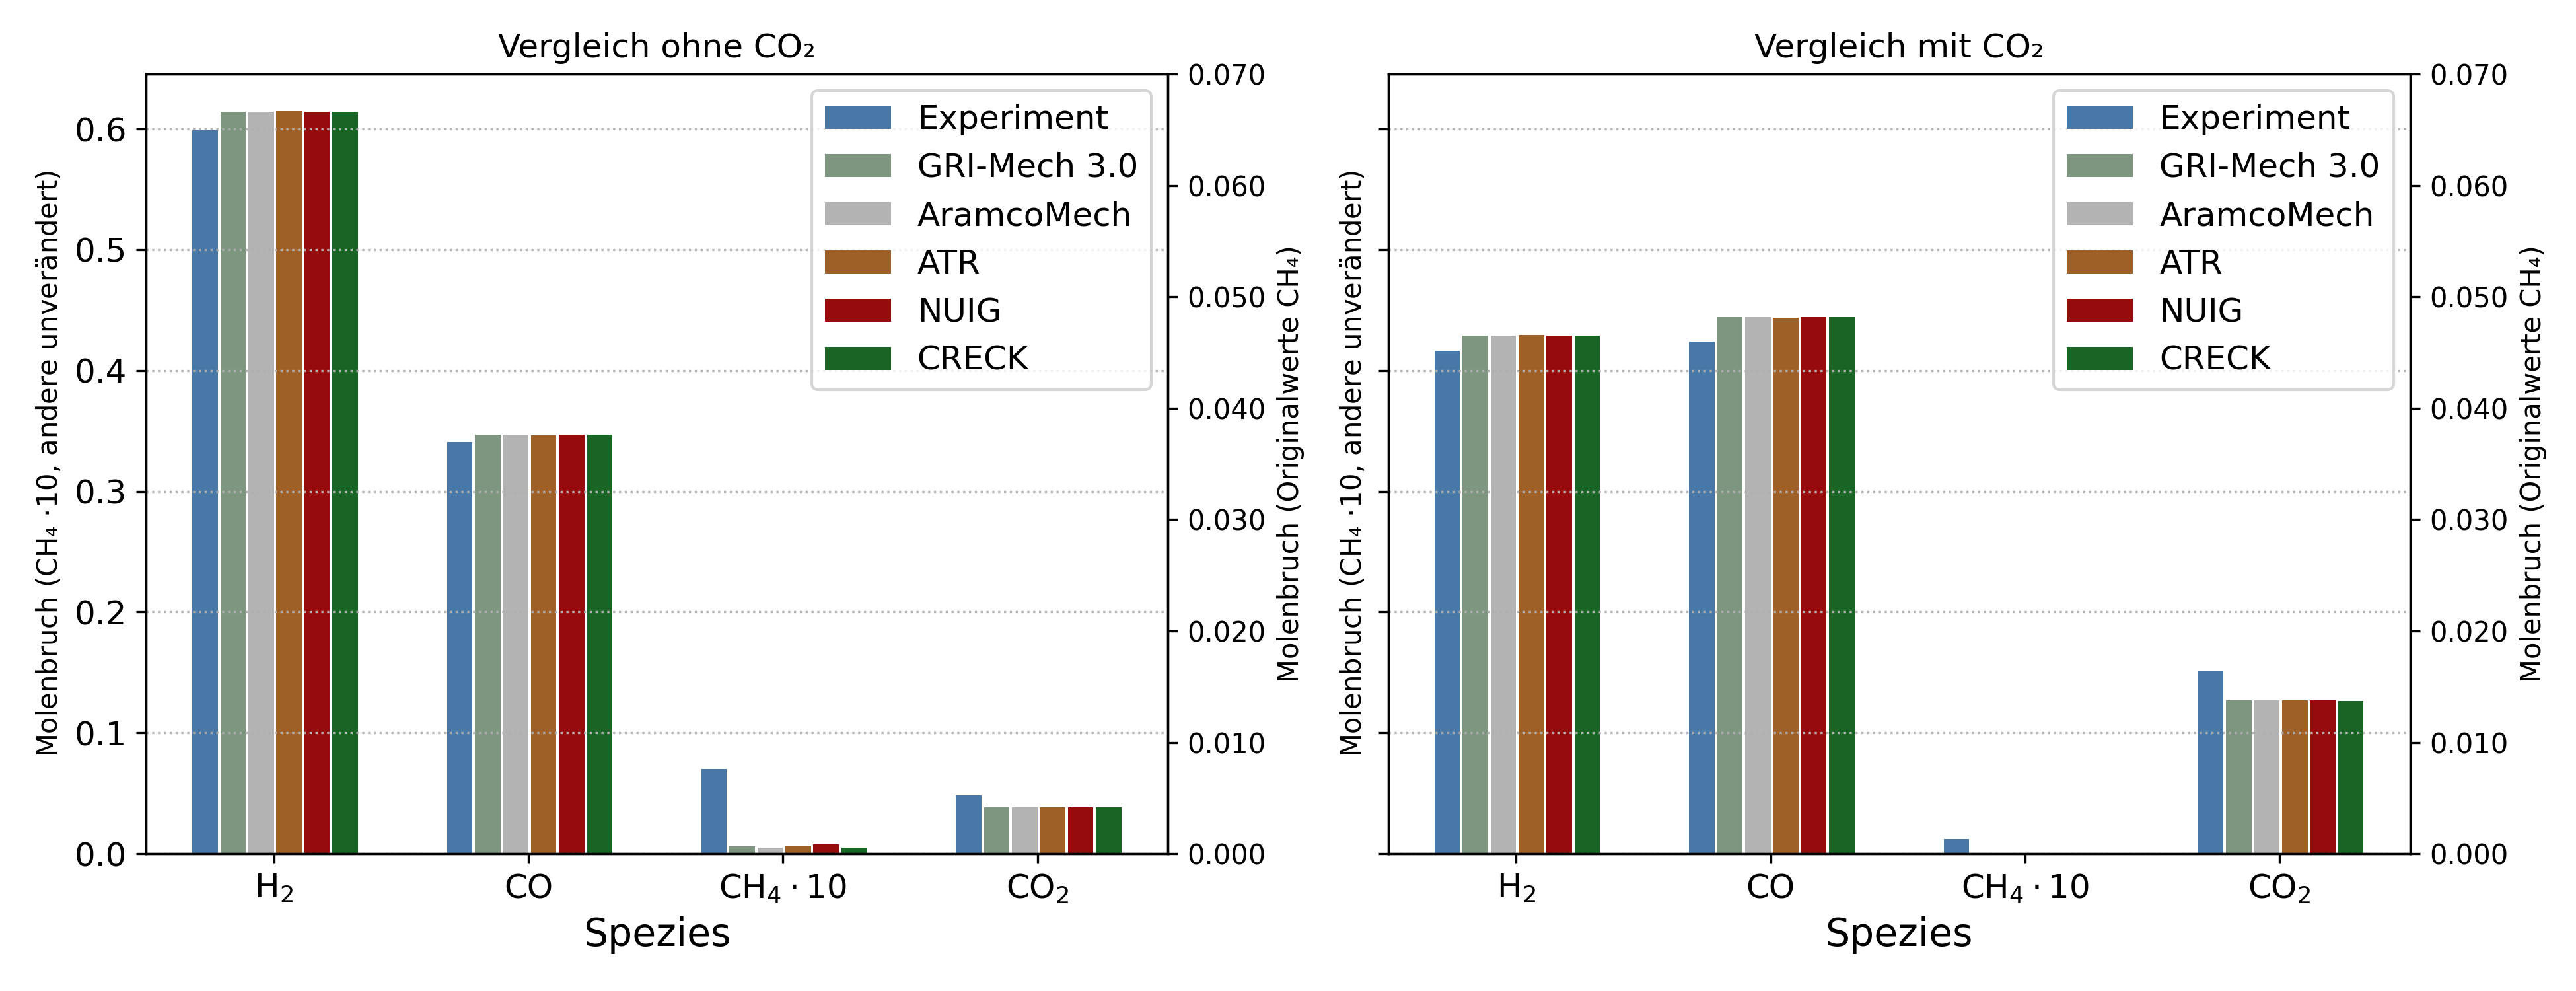 Vergleich ohne CO₂
Molenbruch (CH₄ ·10, andere unverändert)
0.6
0.5
0.4
0.3
0.2
0.1
0.0
Experiment
GRI-Mech 3.0
AramcoMech
ATR
NUIG
CRECK
0.070
0.060
0.050
0.040
0.030
0.020
0.010
0.000
Molenbruch (Originalwerte CH₄)
H₂ CO CH₄ · 10 CO₂
Spezies
Vergleich mit CO₂
Molenbruch (CH₄ ·10, andere unverändert)
Experiment
GRI-Mech 3.0
AramcoMech
ATR
NUIG
CRECK
0.070
0.060
0.050
0.040
0.030
0.020
0.010
0.000
Molenbruch (Originalwerte CH₄)
H₂ CO CH₄ · 10 CO₂
Spezies